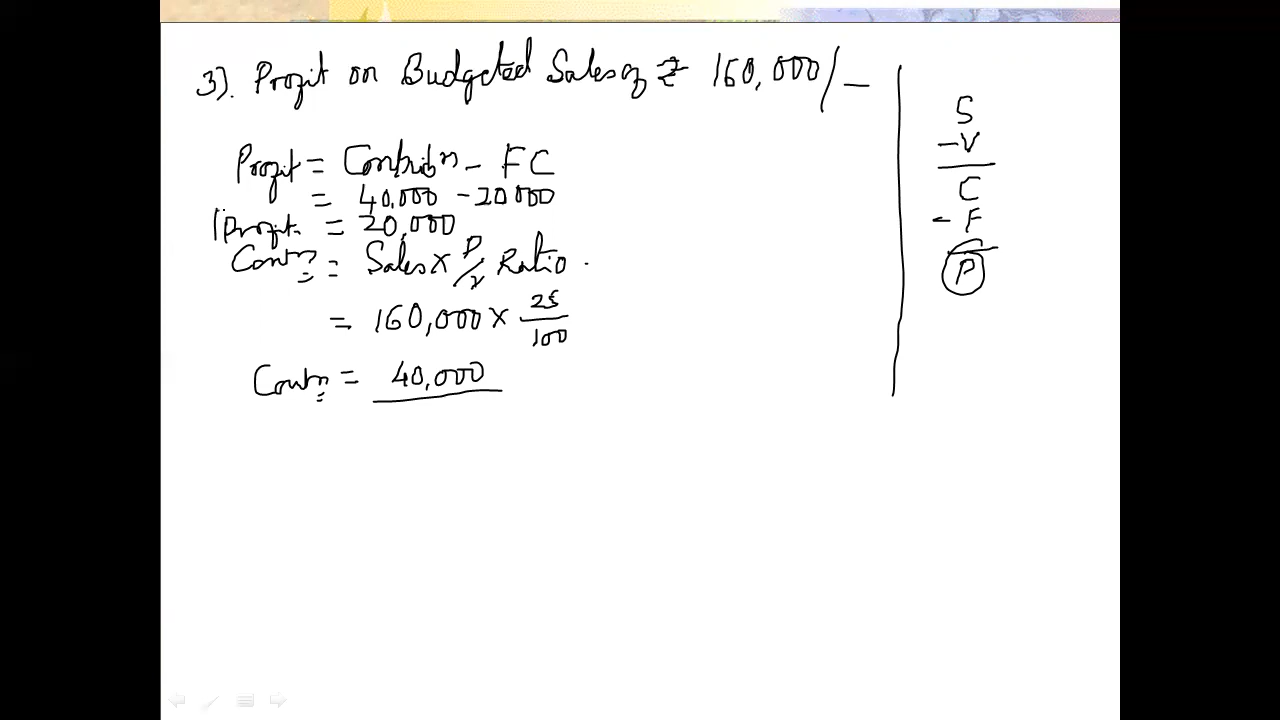 3). Profit on Budgeted Sales of ₹ 160,000/-
Profit = Contribⁿ - FC
= 40,000 - 20000
Profit = 20,000
Contn = Sales x P/V Ratio
= 160,000 x 25/100
Contn = 40,000
S
- V
C
- F
P